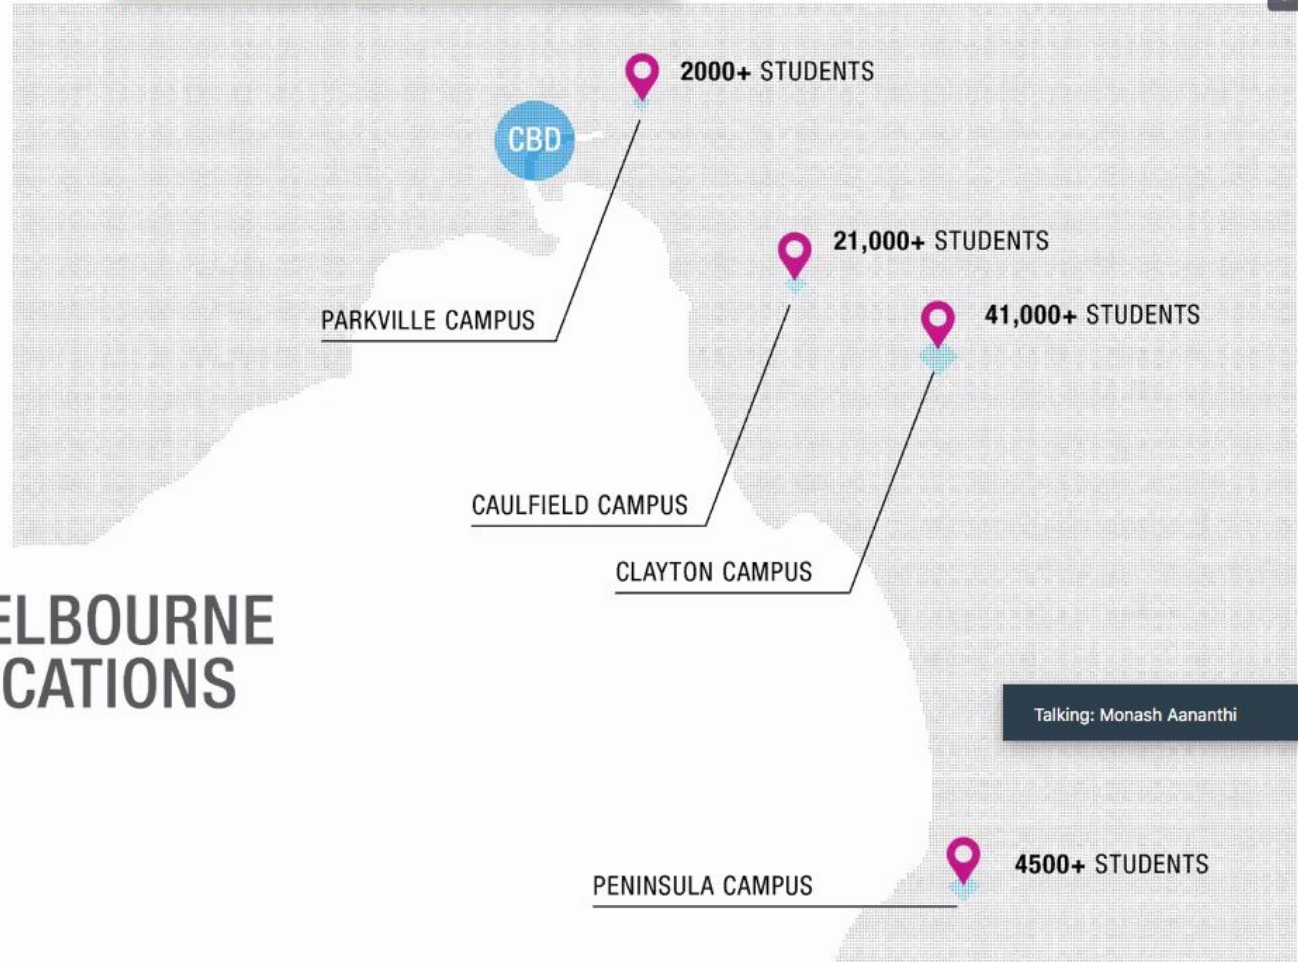 2000+ STUDENTS
CBD
21,000+ STUDENTS
41,000+ STUDENTS
PARKVILLE CAMPUS
CAULFIELD CAMPUS
CLAYTON CAMPUS
ELBOURNE
CATIONS
Talking: Monash Aananthi
4500+ STUDENTS
PENINSULA CAMPUS